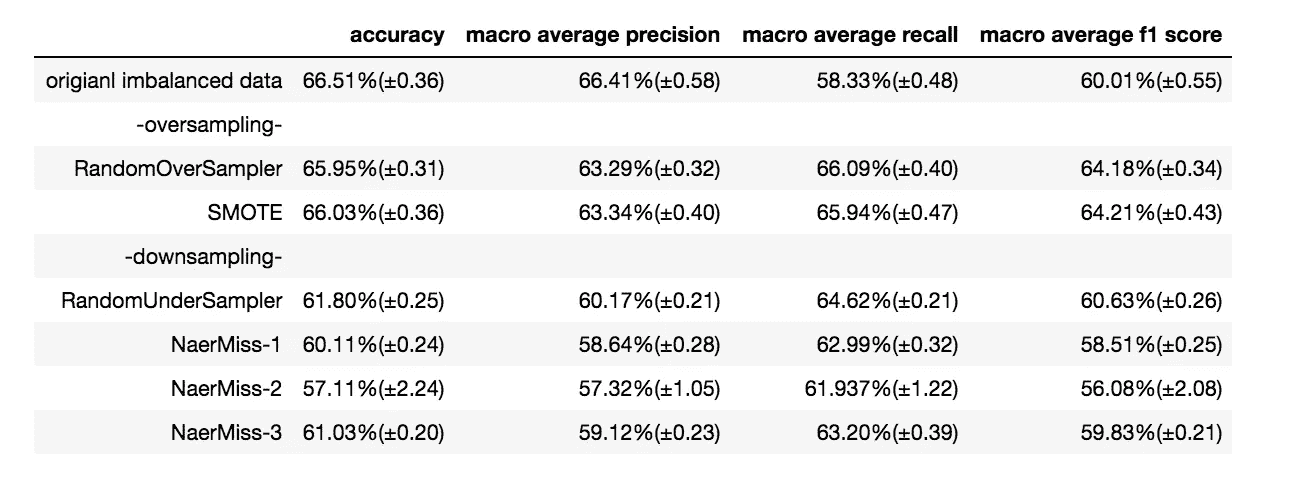 accuracy macro average precision macro average recall macro average f1 score
origianl imbalanced data 66.51%(±0.36) 66.41%(±0.58) 58.33%(±0.48) 60.01%(±0.55)
-oversampling-
RandomOverSampler 65.95%(±0.31) 63.29%(±0.32) 66.09%(±0.40) 64.18%(±0.34)
SMOTE 66.03%(±0.36) 63.34%(±0.40) 65.94%(±0.47) 64.21%(±0.43)
-downsampling-
RandomUnderSampler 61.80%(±0.25) 60.17%(±0.21) 64.62%(±0.21) 60.63%(±0.26)
NaerMiss-1 60.11%(±0.24) 58.64%(±0.28) 62.99%(±0.32) 58.51%(±0.25)
NaerMiss-2 57.11%(±2.24) 57.32%(±1.05) 61.937%(±1.22) 56.08%(±2.08)
NaerMiss-3 61.03%(±0.20) 59.12%(±0.23) 63.20%(±0.39) 59.83%(±0.21)